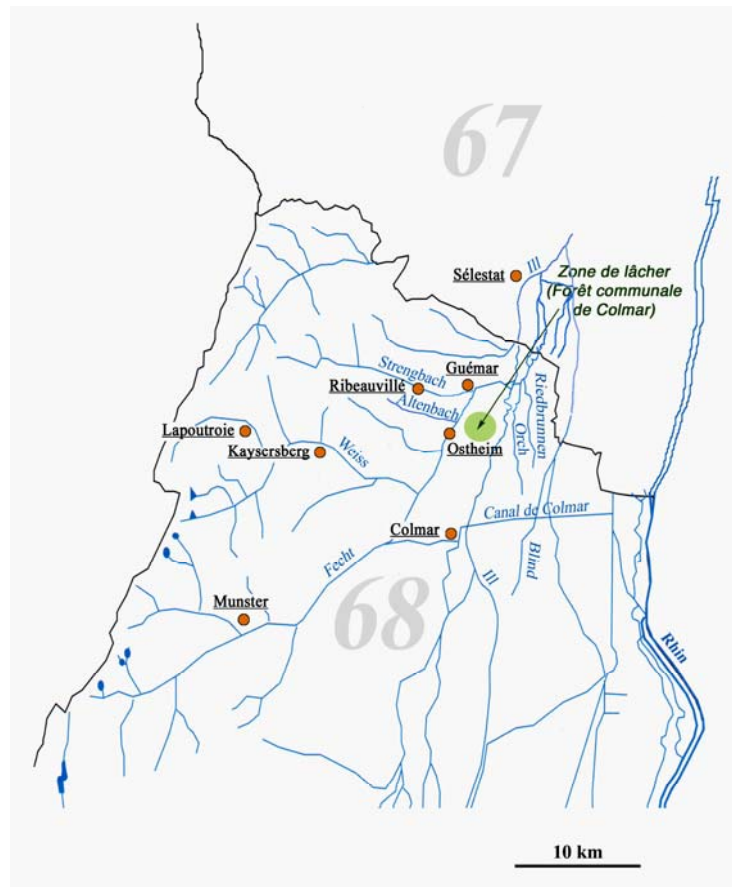 67
Sélestat
Ill
Zone de lâcher
(Forêt communale
de Colmar)
Strengbach
Guémar
Ribeauvillé
Altenbach
Riedbrunnen
Orch
Lapoutroie
Kaysersberg
Weiss
Ostheim
Canal de Colmar
Colmar
Fecht
Blind
Ill
68
Munster
Rhin
10 km